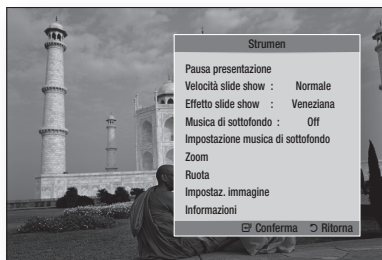 Strumen
Pausa presentazione
Velocità slide show : Normale
Effetto slide show : Veneziana
Musica di sottofondo : Off
Impostazione musica di sottofondo
Zoom
Ruota
Impostaz. immagine
Informazioni
Conferma Ritorna